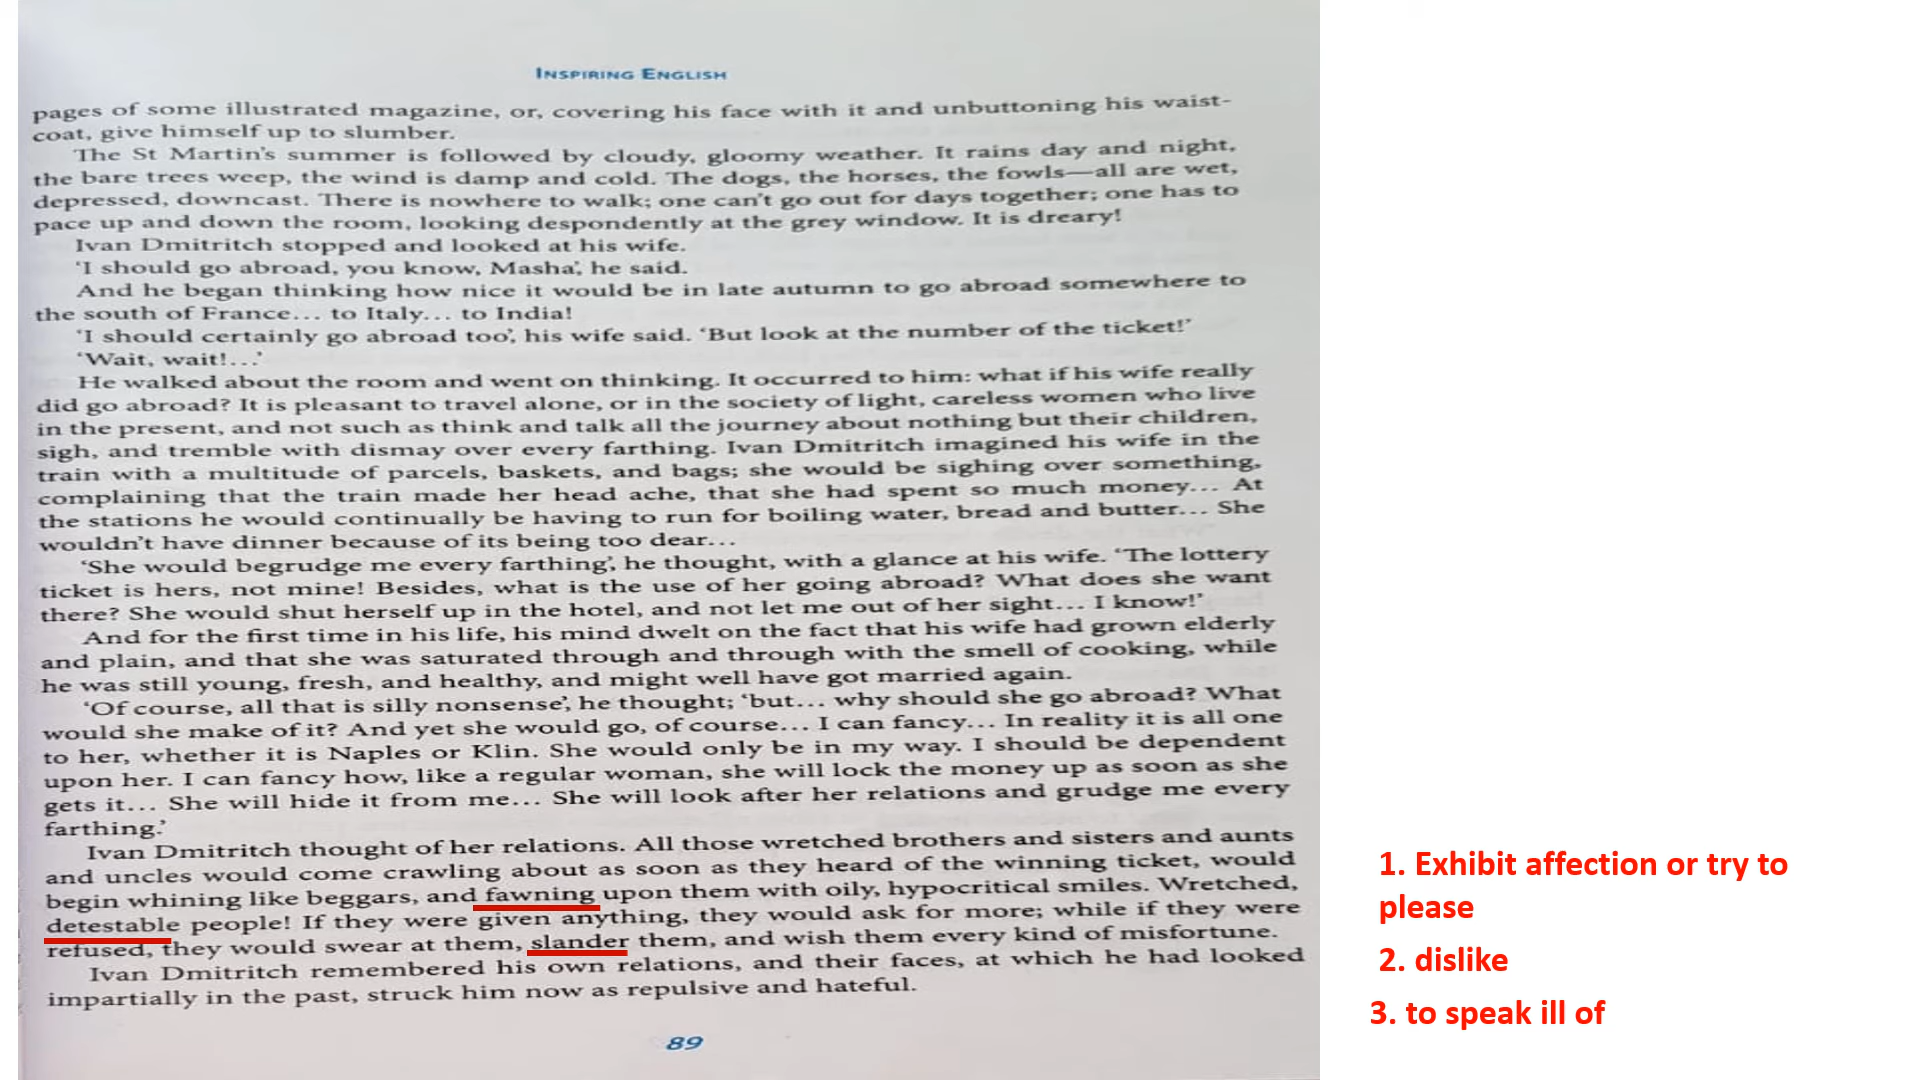 INSPIRING ENGLISH
pages of some illustrated magazine, or, covering his face with it and unbuttoning his waist-
coat, give himself up to slumber.
The St Martin's summer is followed by cloudy, gloomy weather. It rains day and night,
the bare trees weep, the wind is damp and cold. The dogs, the horses, the fowls—all are wet,
depressed, downcast. There is nowhere to walk; one can't go out for days together; one has to
pace up and down the room, looking despondently at the grey window. It is dreary!
Ivan Dmitritch stopped and looked at his wife.
'I should go abroad, you know, Masha', he said.
And he began thinking how nice it would be in late autumn to go abroad somewhere to
the south of France... to Italy... to India!
'I should certainly go abroad too', his wife said. 'But look at the number of the ticket!'
'Wait, wait!...'
He walked about the room and went on thinking. It occurred to him: what if his wife really
did go abroad? It is pleasant to travel alone, or in the society of light, careless women who live
in the present, and not such as think and talk all the journey about nothing but their children,
sigh, and tremble with dismay over every farthing. Ivan Dmitritch imagined his wife in the
train with a multitude of parcels, baskets, and bags; she would be sighing over something,
complaining that the train made her head ache, that she had spent so much money... At
the stations he would continually be having to run for boiling water, bread and butter... She
wouldn't have dinner because of its being too dear...
'She would begrudge me every farthing', he thought, with a glance at his wife. 'The lottery
ticket is hers, not mine! Besides, what is the use of her going abroad? What does she want
there? She would shut herself up in the hotel, and not let me out of her sight... I know!'
And for the first time in his life, his mind dwelt on the fact that his wife had grown elderly
and plain, and that she was saturated through and through with the smell of cooking, while
he was still young, fresh, and healthy, and might well have got married again.
'Of course, all that is silly nonsense', he thought; 'but... why should she go abroad? What
would she make of it? And yet she would go, of course... I can fancy... In reality it is all one
to her, whether it is Naples or Klin. She would only be in my way. I should be dependent
upon her. I can fancy how, like a regular woman, she will lock the money up as soon as she
gets it... She will hide it from me... She will look after her relations and grudge me every
farthing.'
Ivan Dmitritch thought of her relations. All those wretched brothers and sisters and aunts
and uncles would come crawling about as soon as they heard of the winning ticket, would
begin whining like beggars, and fawning upon them with oily, hypocritical smiles. Wretched,
detestable people! If they were given anything, they would ask for more; while if they were
refused, they would swear at them, slander them, and wish them every kind of misfortune.
Ivan Dmitritch remembered his own relations, and their faces, at which he had looked
impartially in the past, struck him now as repulsive and hateful.
89
1. Exhibit affection or try to
please
2. dislike
3. to speak ill of